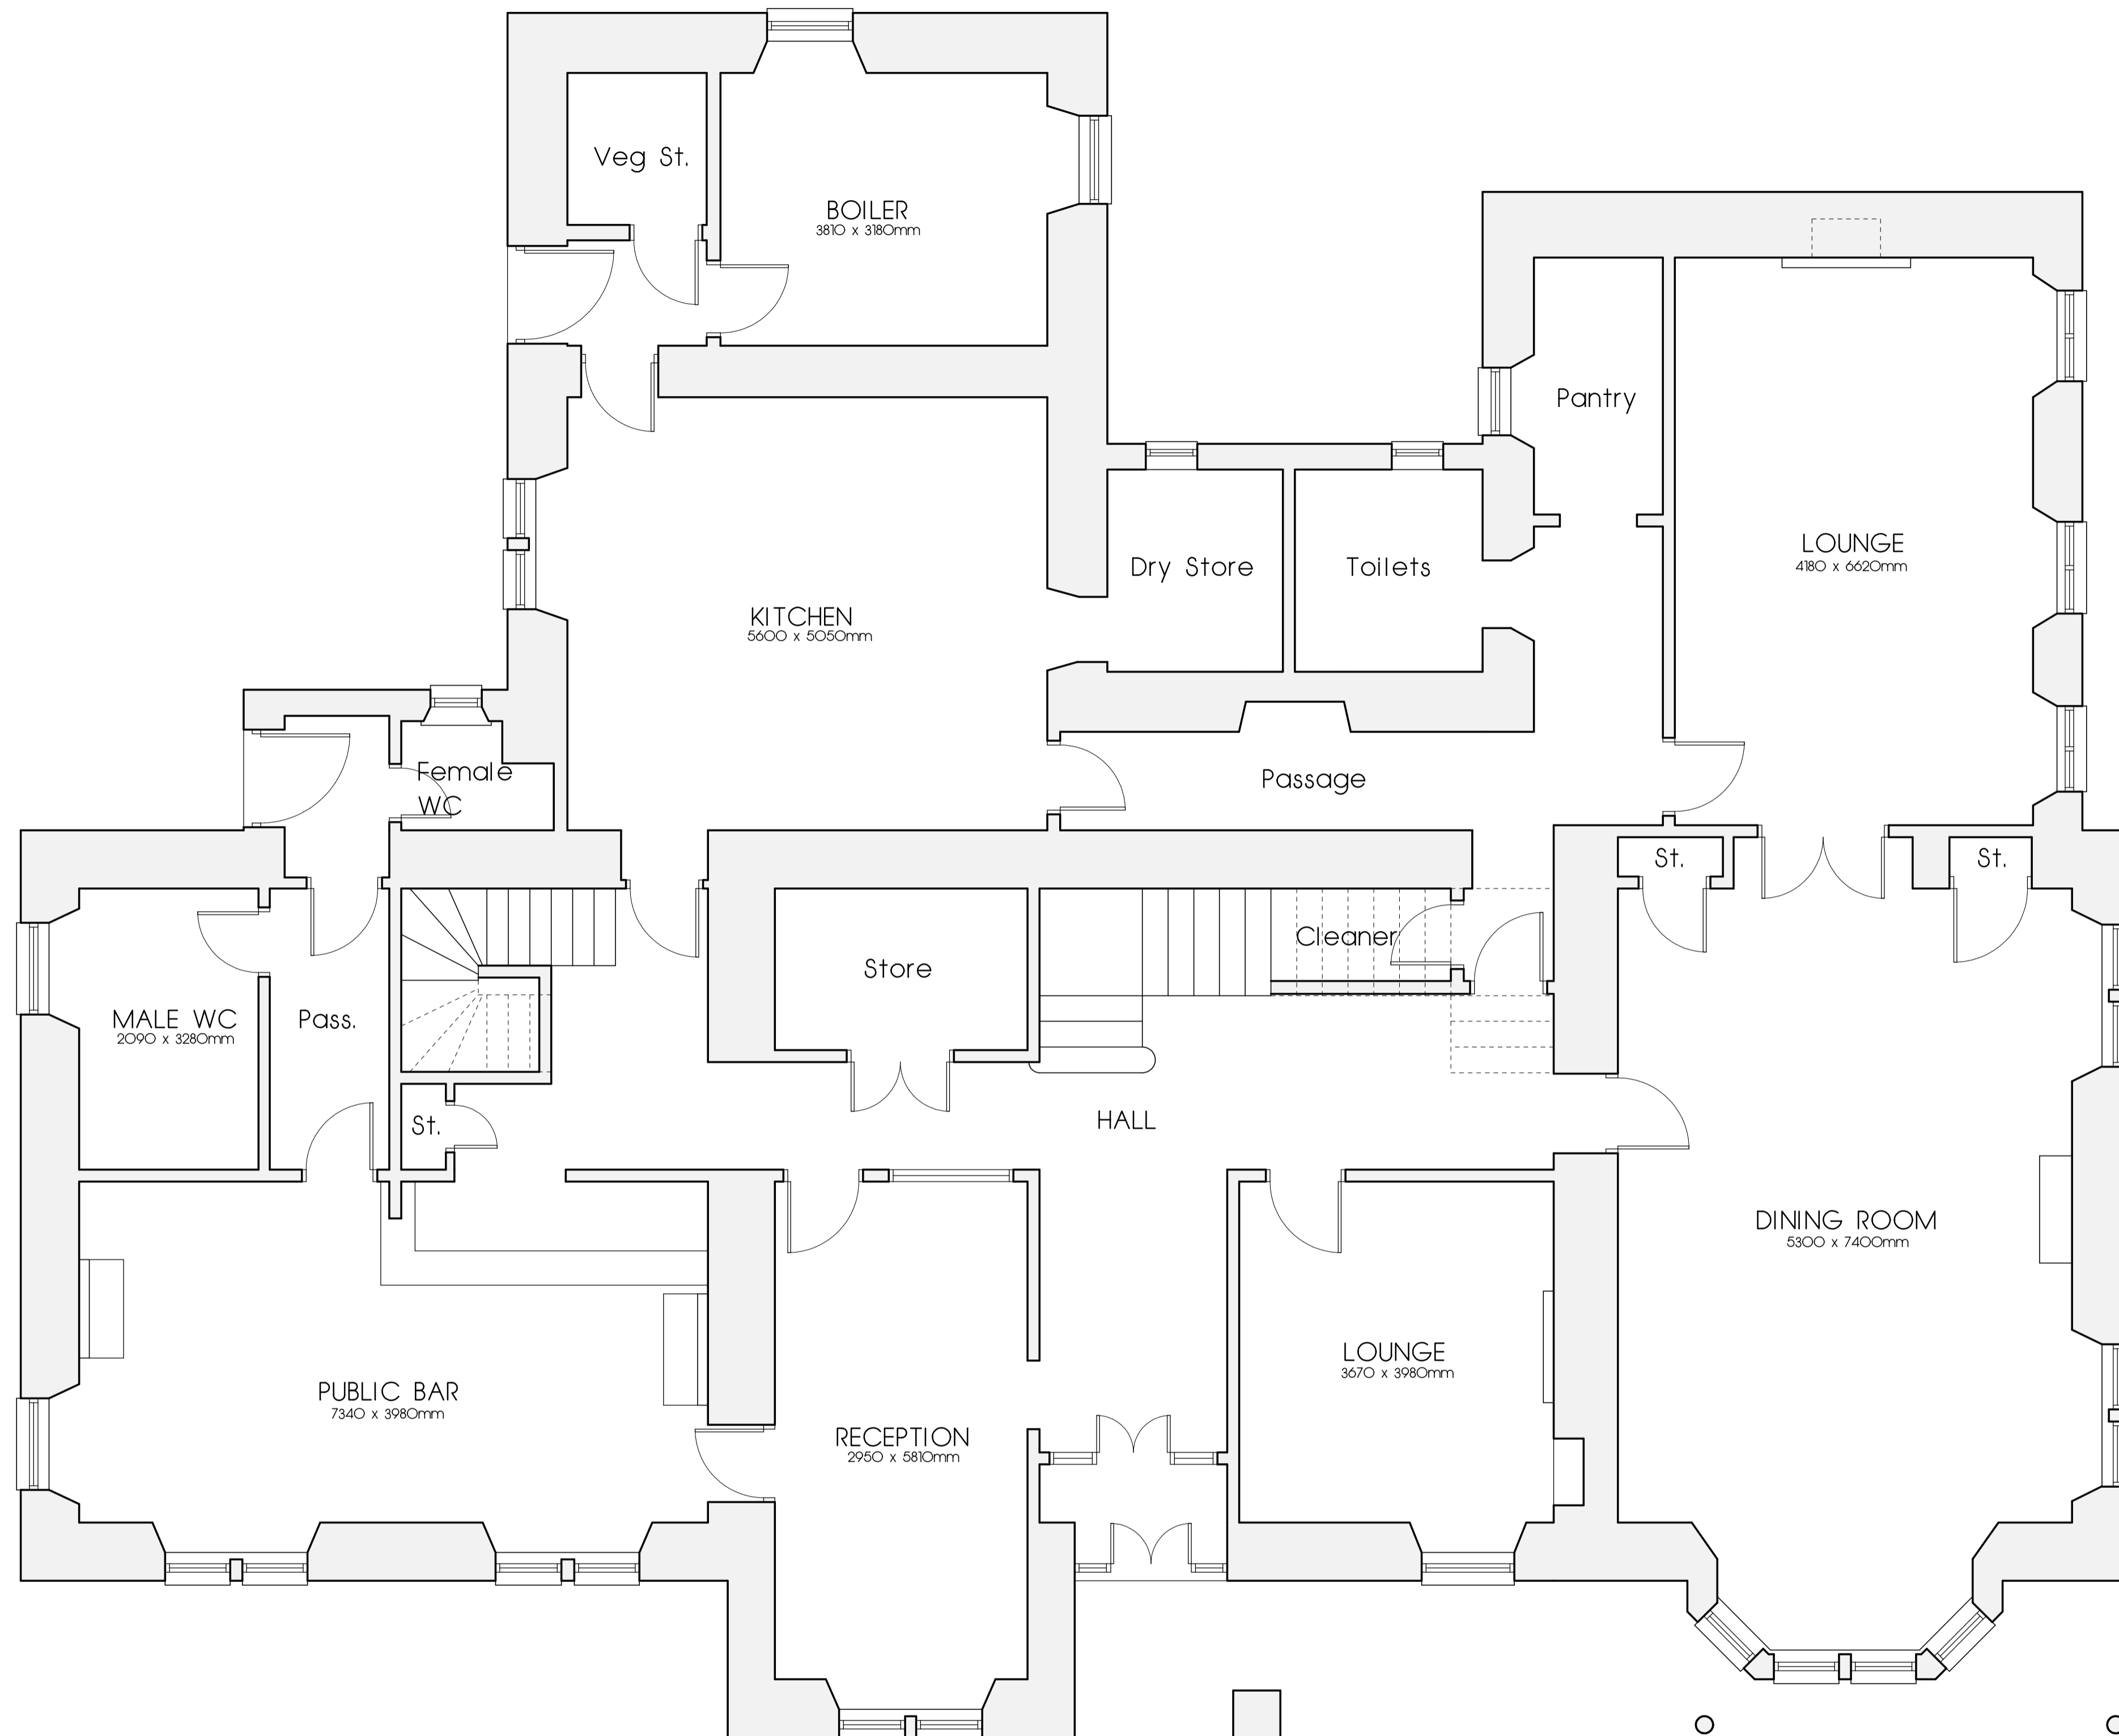 Veg St.
BOILER
3810 x 3180mm
Pantry
LOUNGE
4180 x 6620mm
Dry Store
Toilets
KITCHEN
5600 x 5050mm
Female
WC
Passage
St.
St.
Cleaner
Store
MALE WC
2090 x 3280mm
Pass.
St.
HALL
DINING ROOM
5300 x 7400mm
LOUNGE
3670 x 3980mm
PUBLIC BAR
7340 x 3980mm
RECEPTION
2950 x 5810mm